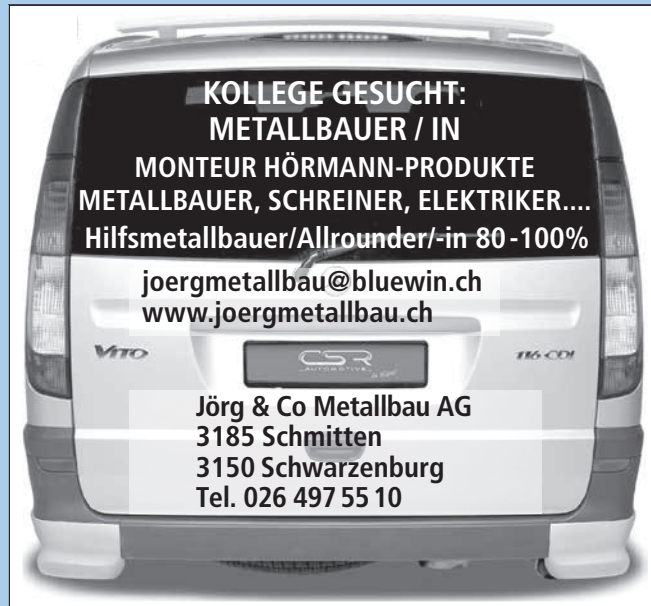 KOLLEGE GESUCHT:
METALLBAUER / IN
MONTEUR HÖRMANN-PRODUKTE
METALLBAUER, SCHREINER, ELEKTRIKER....
Hilfsmetallbauer/Allrounder/-in 80-100%
joergmetallbau@bluewin.ch
www.joergmetallbau.ch
VITO
116 CDI
CSR
AUTOMOTIVE
Jörg & Co Metallbau AG
3185 Schmitten
3150 Schwarzenburg
Tel. 026 497 55 10